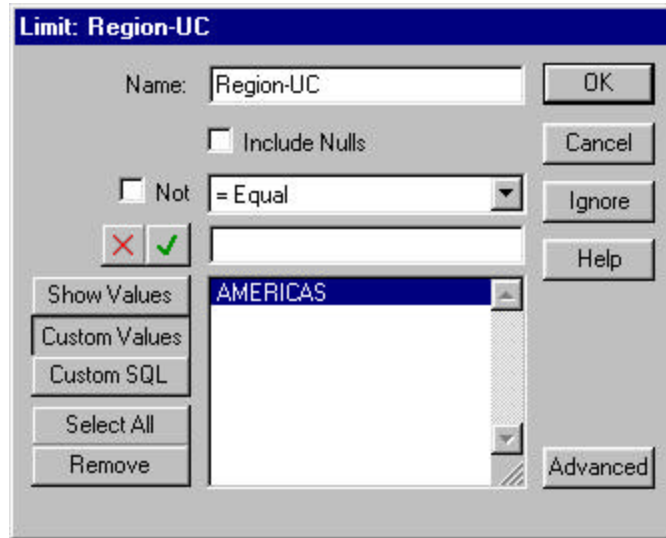 Limit: Region-UC
Name: Region-UC OK
Include Nulls Cancel
Not = Equal Ignore
Help
Show Values AMERICAS
Custom Values
Custom SQL
Select All
Remove Advanced